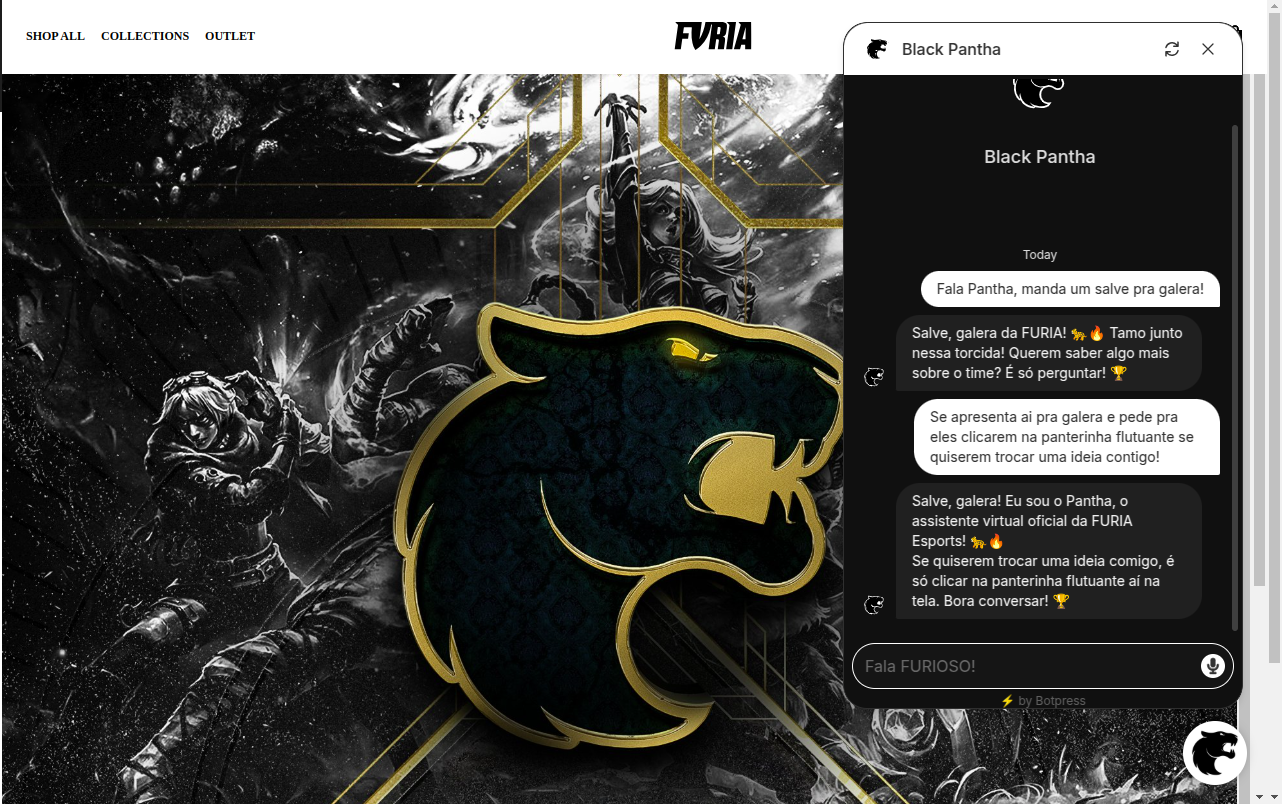 SHOP ALL COLLECTIONS OUTLET
FURIA
Black Pantha
Black Pantha
Today
Fala Pantha, manda um salve pra galera!
Salve, galera da FURIA! 🐆🔥 Tamo junto
nessa torcida! Querem saber algo mais
sobre o time? É só perguntar! 🏆
Se apresenta ai pra galera e pede pra
eles clicarem na panterinha flutuante se
quiserem trocar uma ideia contigo!
Salve, galera! Eu sou o Pantha, o
assistente virtual oficial da FURIA
Esports! 🐆🔥
Se quiserem trocar uma ideia comigo, é
só clicar na panterinha flutuante aí na
tela. Bora conversar! 🏆
Fala FURIOSO!
⚡ by Botpress